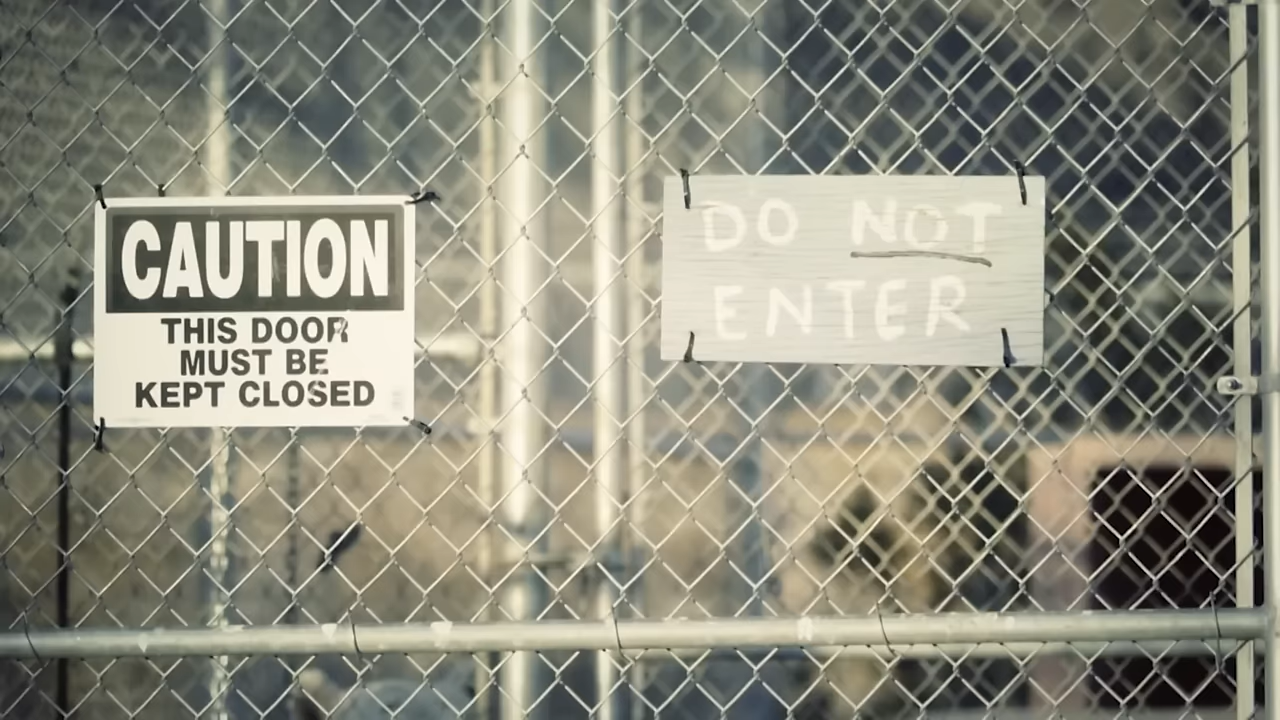 CAUTION
THIS DOOR
MUST BE
KEPT CLOSED
DO NOT
ENTER